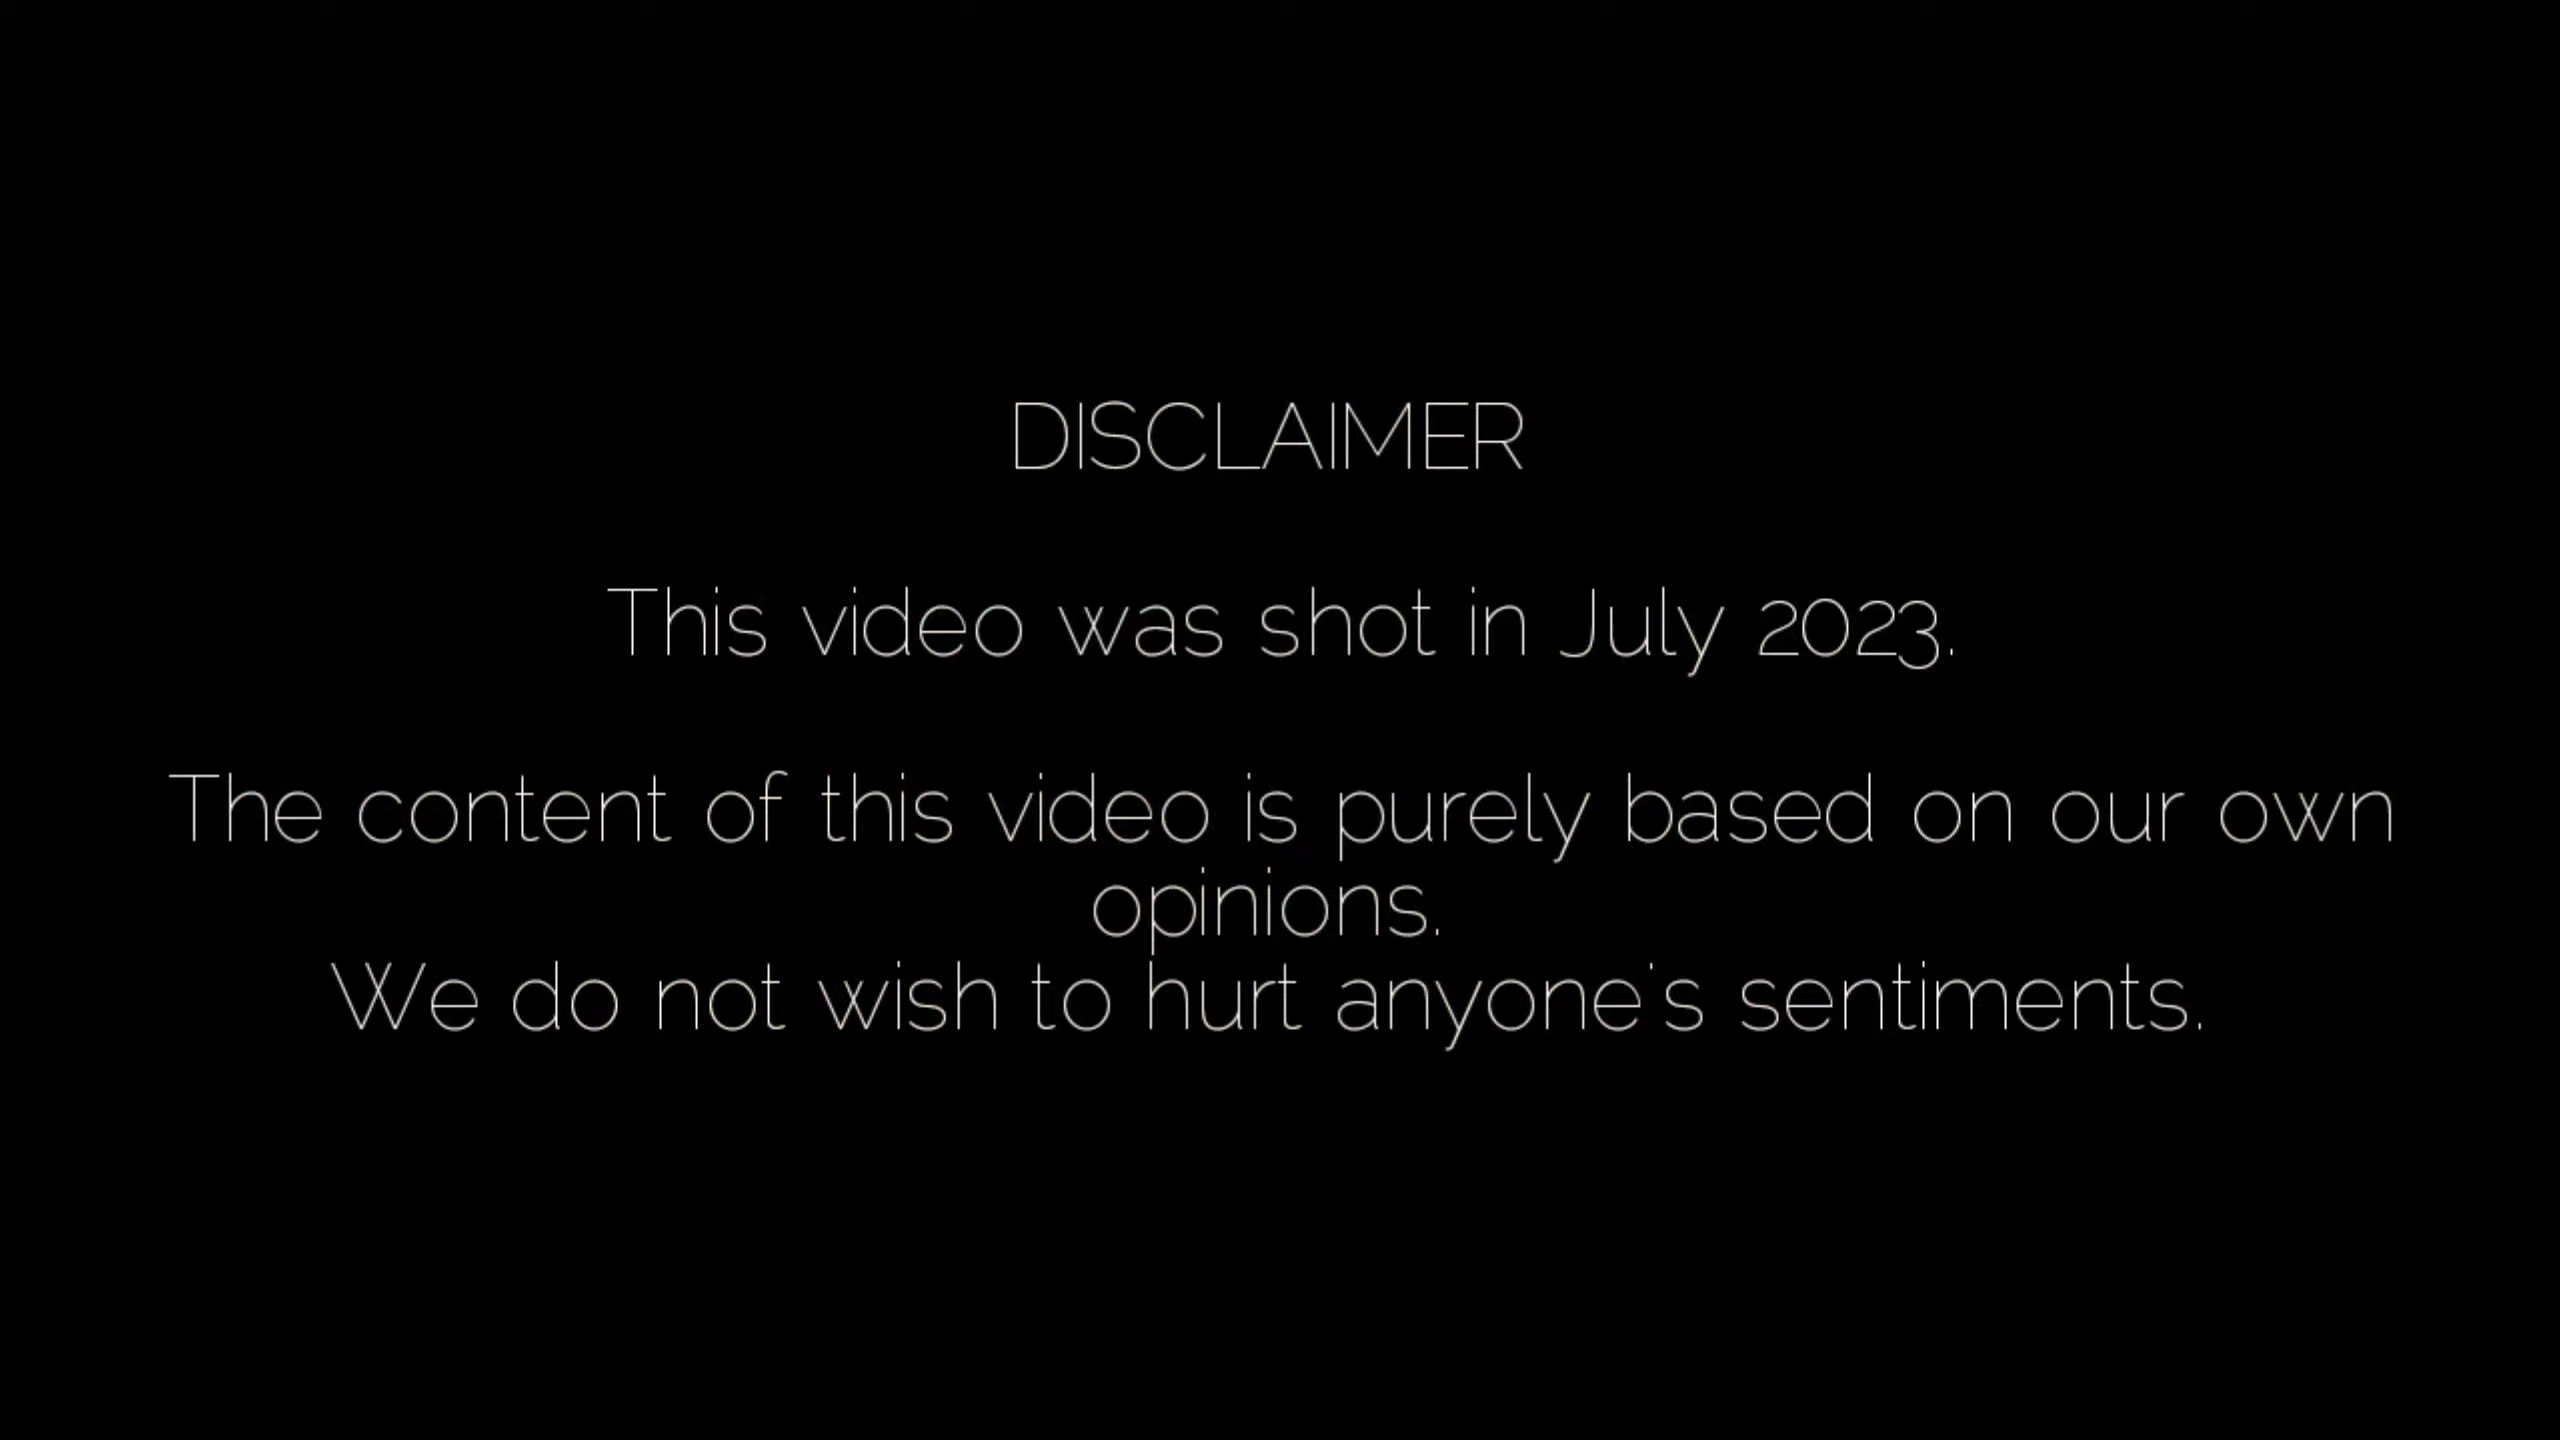 DISCLAIMER
This video was shot in July 2023.
The content of this video is purely based on our own
opinions.
We do not wish to hurt anyone's sentiments.